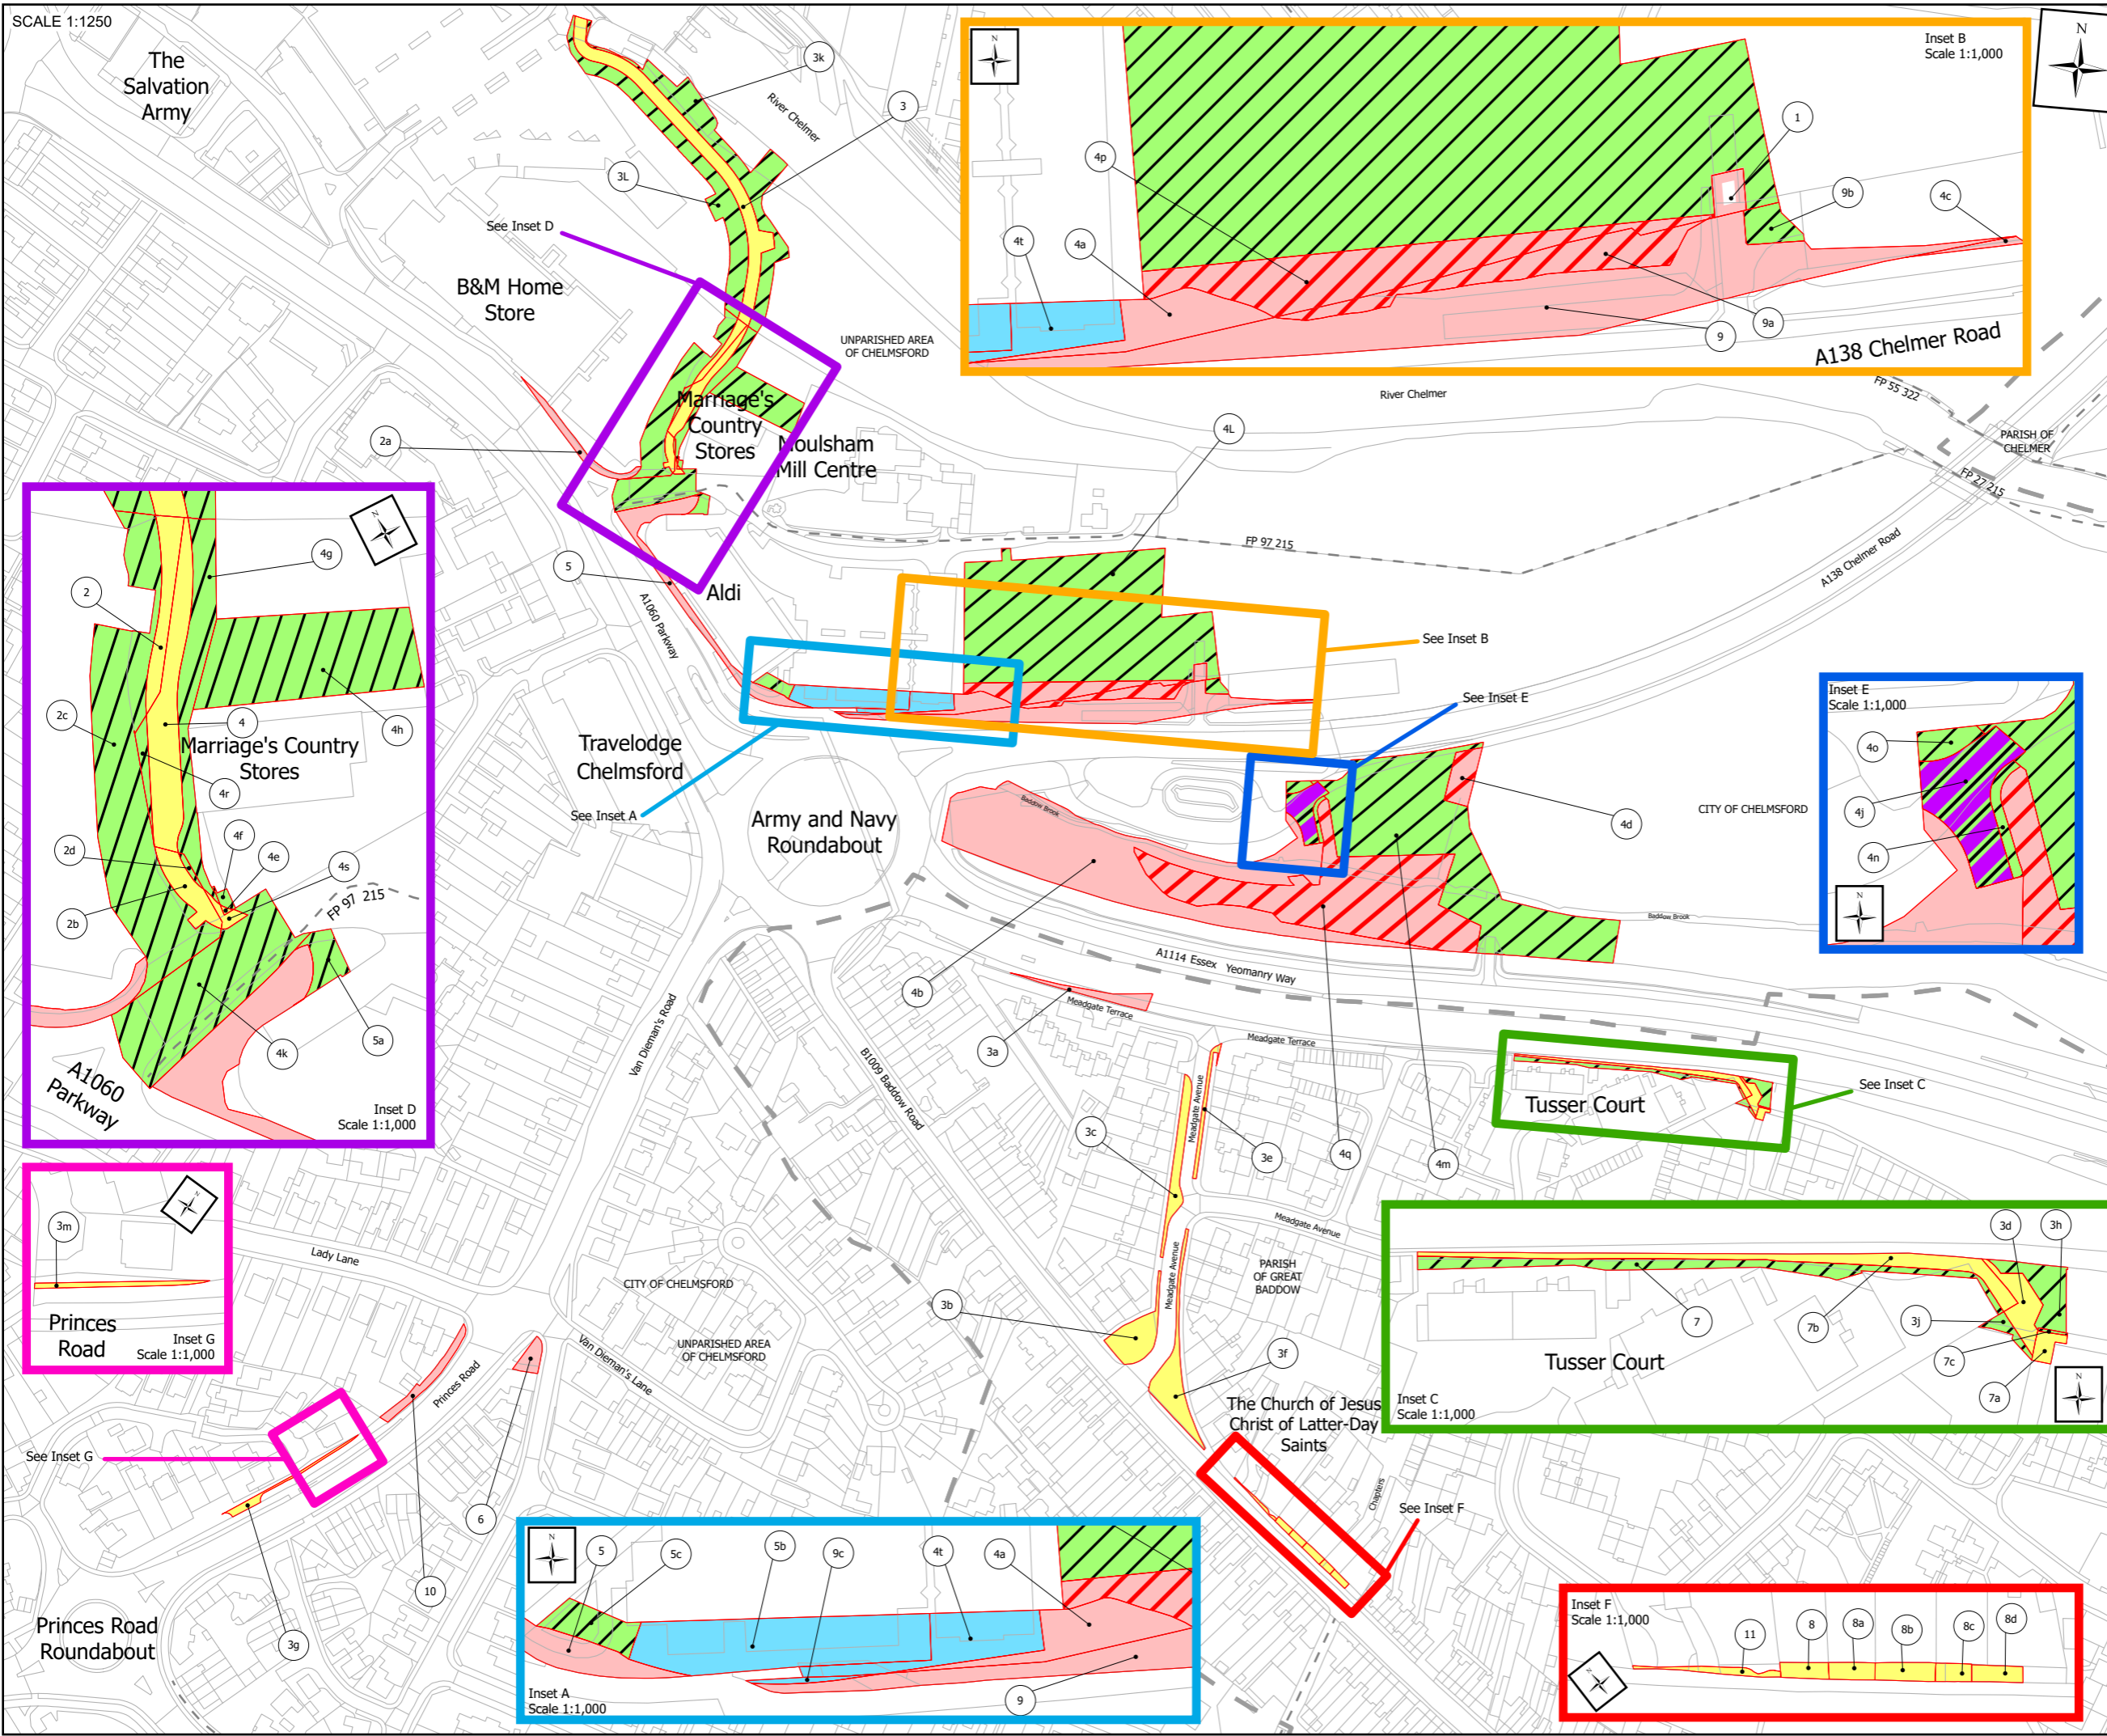 SCALE 1:1250
The
Salvation
Army
3k
River Chelmer
3
3L
See Inset D
B&M Home
Store
UNPARISHED AREA
OF CHELMSFORD
Marriage's
Country
Stores
Moulsham
Mill Centre
2a
5
Aldi
A1060 Parkway
N
Inset B
Scale 1:1,000
1
4p
9b
4c
4t
4a
9a
9
A138 Chelmer Road
N
River Chelmer
FP 55 322
PARISH OF
CHELMER
FP 27 215
4L
FP 97 215
A138 Chelmer Road
See Inset B
See Inset E
N
4g
2
2c
4
4h
Marriage's Country
Stores
4r
4f
2d
4e
4s
FP 97 215
2b
4k
5a
A1060
Parkway
Inset D
Scale 1:1,000
Travelodge
Chelmsford
See Inset A
Army and Navy
Roundabout
Baddow Brook
4d
CITY OF CHELMSFORD
Baddow Brook
Inset E
Scale 1:1,000
4o
4j
4n
N
A1114 Essex Yeomanry Way
4b
Meadgate Terrace
3a
Meadgate Terrace
Van Dieman's Road
B1009 Baddow Road
3c
Meadgate Avenue
3e
4q
4m
Tusser Court
See Inset C
3m
N
Princes
Road
Inset G
Scale 1:1,000
Lady Lane
CITY OF CHELMSFORD
UNPARISHED AREA
OF CHELMSFORD
Van Dieman's Lane
Princes Road
Meadgate Avenue
Meadgate Avenue
PARISH
OF GREAT
BADDOW
3b
3f
3d
3h
7
7b
3j
7c
7a
Tusser Court
Inset C
Scale 1:1,000
N
The Church of Jesus
Christ of Latter-Day
Saints
Chapters
See Inset F
See Inset G
6
10
3g
Princes Road
Roundabout
N
5
5c
5b
9c
4t
4a
9
Inset A
Scale 1:1,000
Inset F
Scale 1:1,000
11
8
8a
8b
8c
8d
N